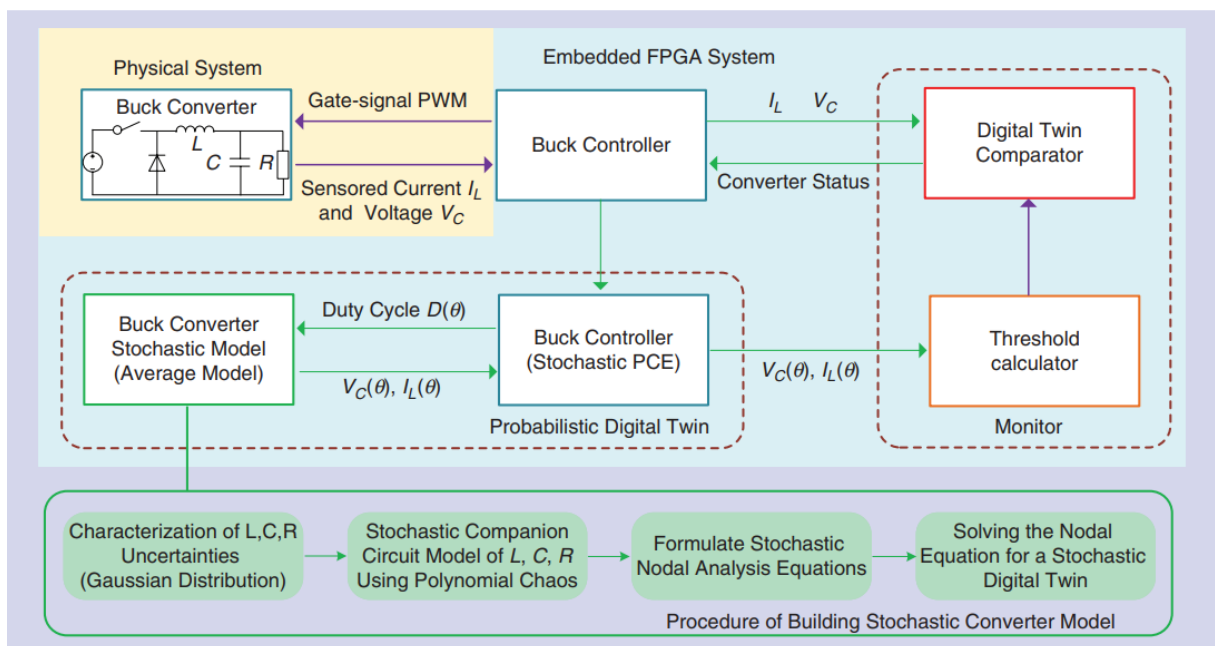 Embedded FPGA System
Physical System
Buck Converter
L
C
R
Gate-signal PWM
Sensored Current I_L
and Voltage V_C
Buck Controller
I_L V_C
Converter Status
Digital Twin
Comparator
Buck Converter
Stochastic Model
(Average Model)
Duty Cycle D(θ)
V_C(θ), I_L(θ)
Buck Controller
(Stochastic PCE)
V_C(θ), I_L(θ)
Threshold
calculator
Probabilistic Digital Twin
Monitor
Characterization of L,C,R
Uncertainties
(Gaussian Distribution)
Stochastic Companion
Circuit Model of L, C, R
Using Polynomial Chaos
Formulate Stochastic
Nodal Analysis Equations
Solving the Nodal
Equation for a Stochastic
Digital Twin
Procedure of Building Stochastic Converter Model